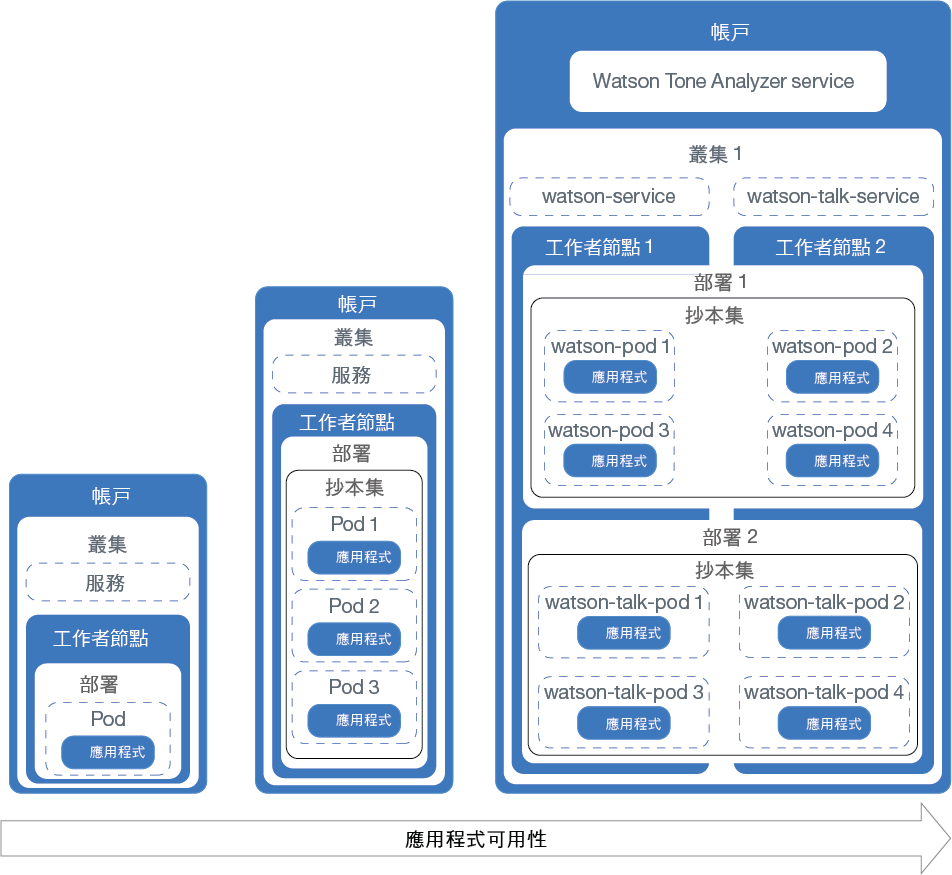 帳戶
叢集
服務
工作者節點
部署
Pod
應用程式
帳戶
叢集
服務
工作者節點
部署
抄本集
Pod 1
應用程式
Pod 2
應用程式
Pod 3
應用程式
帳戶
Watson Tone Analyzer service
叢集 1
watson-service
watson-talk-service
工作者節點 1
工作者節點 2
部署 1
抄本集
watson-pod 1
watson-pod 2
應用程式
應用程式
watson-pod 3
watson-pod 4
應用程式
應用程式
部署 2
抄本集
watson-talk-pod 1
watson-talk-pod 2
應用程式
應用程式
watson-talk-pod 3
watson-talk-pod 4
應用程式
應用程式
應用程式可用性